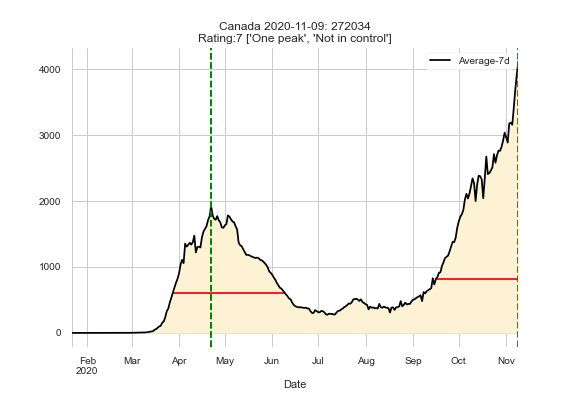 Canada 2020-11-09: 272034
Rating:7 ['One peak', 'Not in control']
Average-7d
4000
3000
2000
1000
0
Feb Mar Apr May Jun Jul Aug Sep Oct Nov
2020
Date